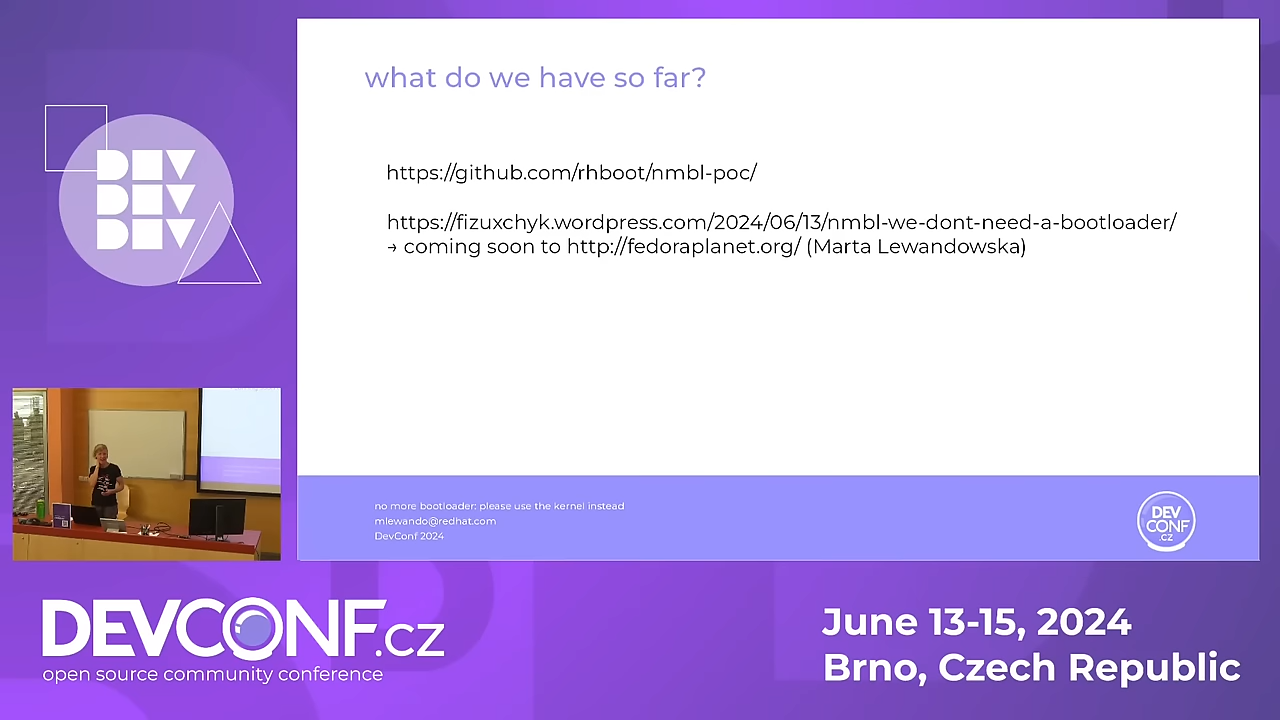 what do we have so far?
https://github.com/rhboot/nmbl-poc/
https://fizuxchyk.wordpress.com/2024/06/13/nmbl-we-dont-need-a-bootloader/
→ coming soon to http://fedoraplanet.org/ (Marta Lewandowska)
no more bootloader: please use the kernel instead
mlewando@redhat.com
DevConf 2024
DEV
CONF
.CZ
DEV
DEV
DEV
DEVCONF.cz
open source community conference
June 13-15, 2024
Brno, Czech Republic